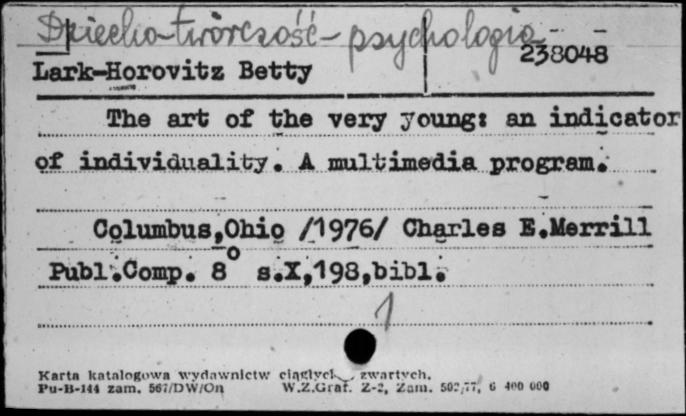 Dziecko-twórczość-psychologia
238048
Lark-Horovitz Betty
The art of the very young: an indicator
of individuality. A multimedia program.
Columbus,Ohio /1976/ Charles E.Merrill
Publ.Comp. 8° s.X,198,bibl.
1
Karta katalogowa wydawnictw ciągłych zwartych.
Pu-B-144 zam. 567/DW/On W.Z.Graf. Z-2, Zam. 502/77, 6 400 000